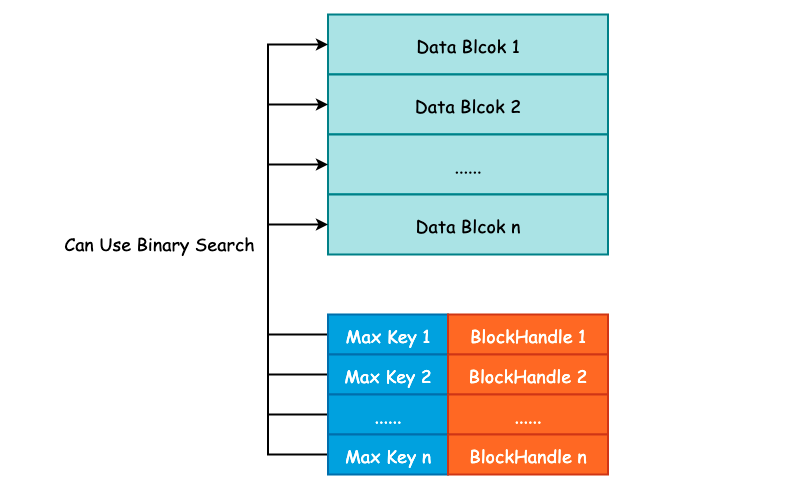 Data Blcok 1
Data Blcok 2
......
Data Blcok n
Can Use Binary Search
Max Key 1 BlockHandle 1
Max Key 2 BlockHandle 2
...... ......
Max Key n BlockHandle n